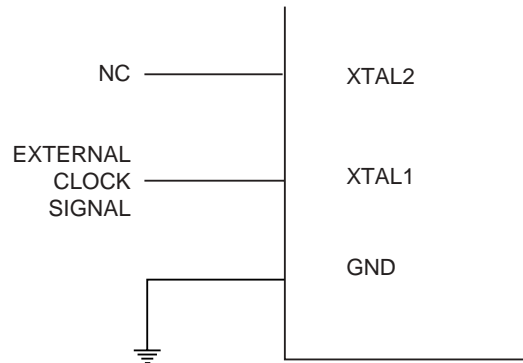 NC
XTAL2
EXTERNAL
CLOCK
SIGNAL
XTAL1
GND